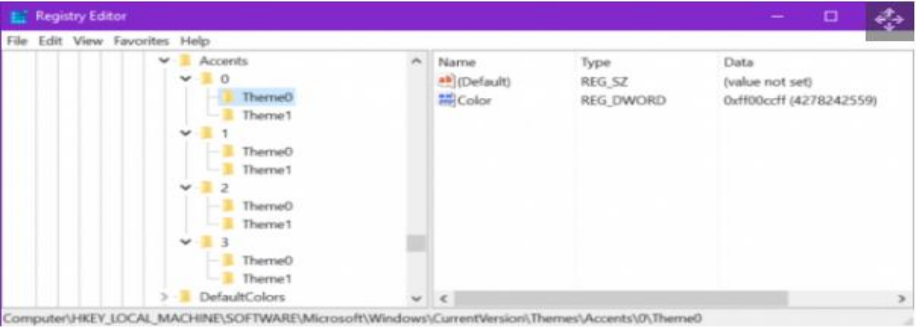 Registry Editor
File Edit View Favorites Help
Accents
0
Theme0
Theme1
1
Theme0
Theme1
2
Theme0
Theme1
3
Theme0
Theme1
DefaultColors
Name Type Data
(Default) REG_SZ (value not set)
Color REG_DWORD 0xff00ccff (4278242559)
Computer\HKEY_LOCAL_MACHINE\SOFTWARE\Microsoft\Windows\CurrentVersion\Themes\Accents\0\Theme0